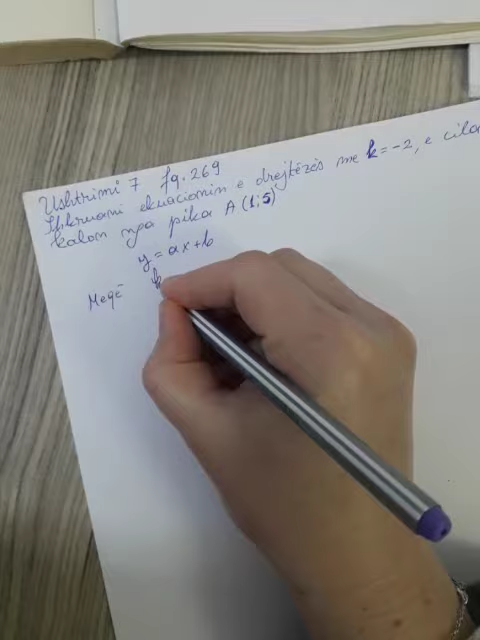 Ushtrimi 7 fq. 269
Shkruani ekuacionin e drejtëzës me k = -2, e cila
kalon nga pika A (1; 5)
y = ax + b
Meqë k